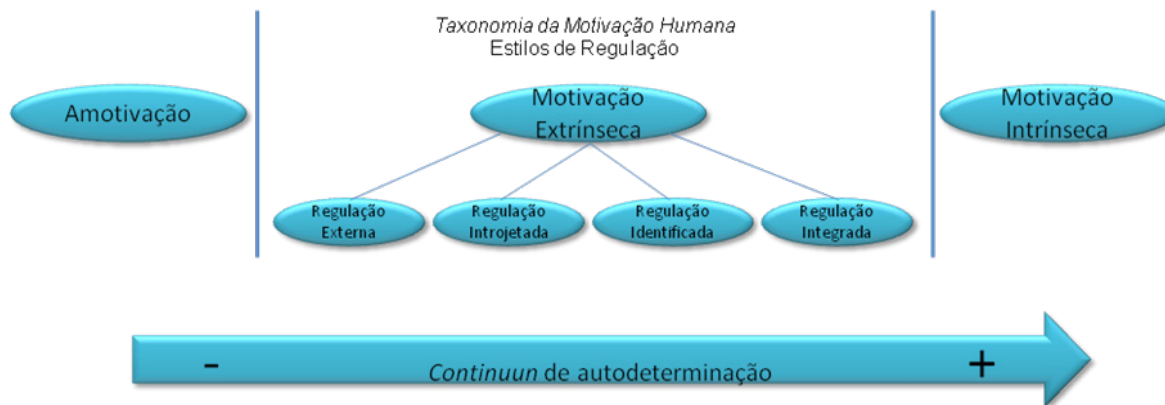 Taxonomia da Motivação Humana
Estilos de Regulação
Amotivação
Motivação
Extrínseca
Motivação
Intrínseca
Regulação
Externa
Regulação
Introjetada
Regulação
Identificada
Regulação
Integrada
-
+
Continuun de autodeterminação